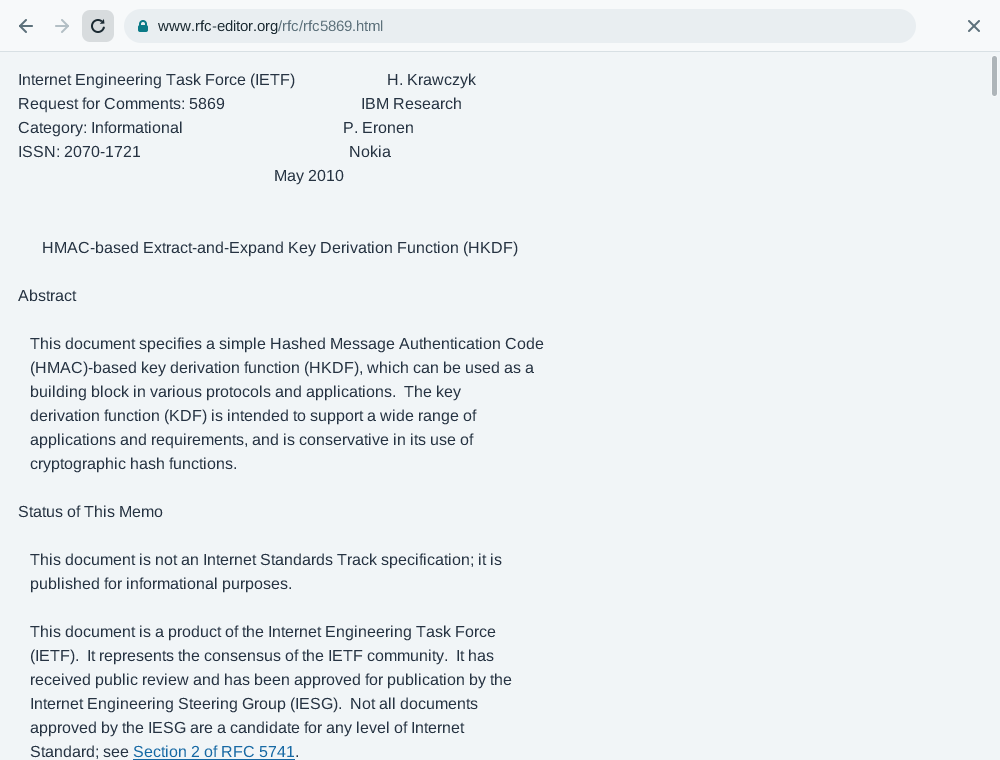 www.rfc-editor.org/rfc/rfc5869.html
Internet Engineering Task Force (IETF) H. Krawczyk
Request for Comments: 5869 IBM Research
Category: Informational P. Eronen
ISSN: 2070-1721 Nokia
May 2010
HMAC-based Extract-and-Expand Key Derivation Function (HKDF)
Abstract
This document specifies a simple Hashed Message Authentication Code
(HMAC)-based key derivation function (HKDF), which can be used as a
building block in various protocols and applications. The key
derivation function (KDF) is intended to support a wide range of
applications and requirements, and is conservative in its use of
cryptographic hash functions.
Status of This Memo
This document is not an Internet Standards Track specification; it is
published for informational purposes.
This document is a product of the Internet Engineering Task Force
(IETF). It represents the consensus of the IETF community. It has
received public review and has been approved for publication by the
Internet Engineering Steering Group (IESG). Not all documents
approved by the IESG are a candidate for any level of Internet
Standard; see Section 2 of RFC 5741.